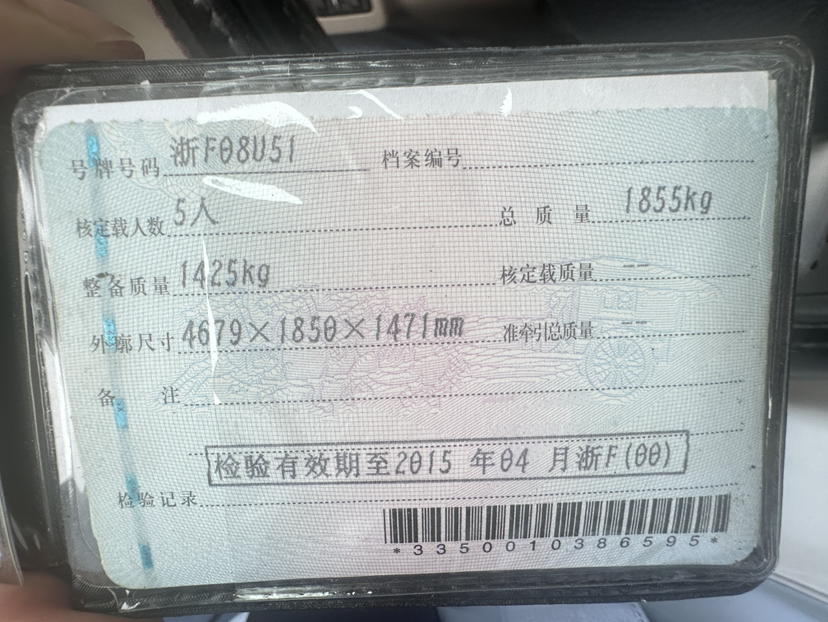 号牌号码 浙F08U51 档案编号
核定载人数 5人 总质量 1855kg
整备质量 1425kg 核定载质量 --
外廓尺寸 4679×1850×1471mm 准牵引总质量 --
备注
检验有效期至2015 年04 月浙F(00)
检验记录
*3350010386595*